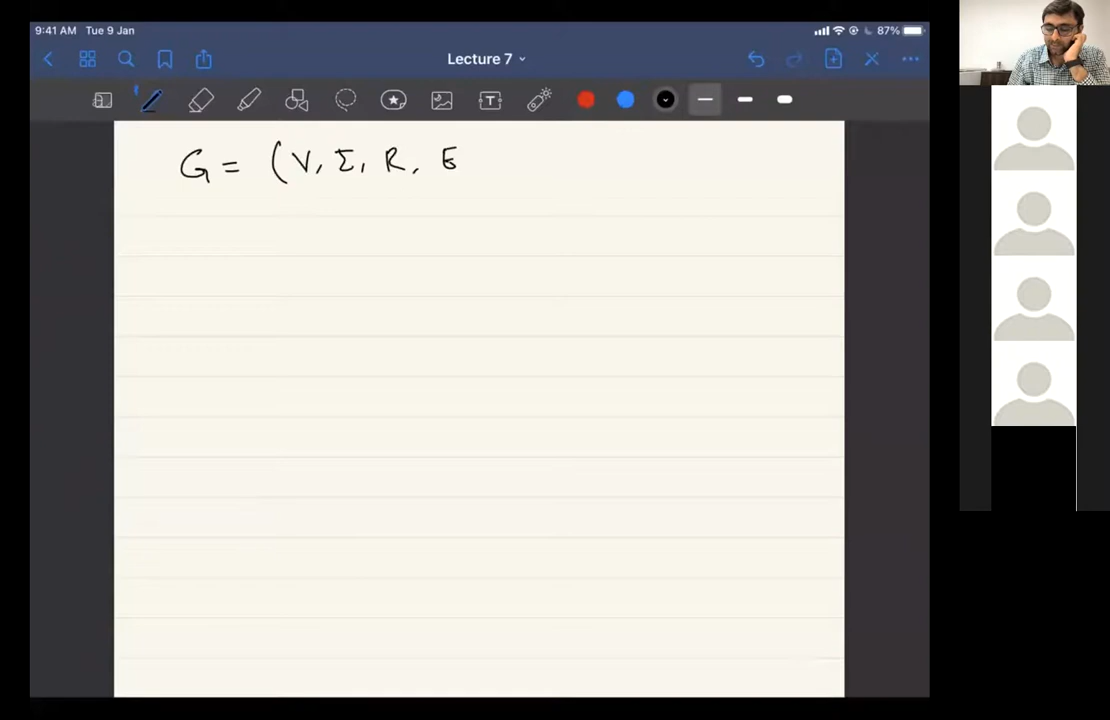 9:41 AM Tue 9 Jan 87%
Lecture 7
T
G = (V, Σ, R, E